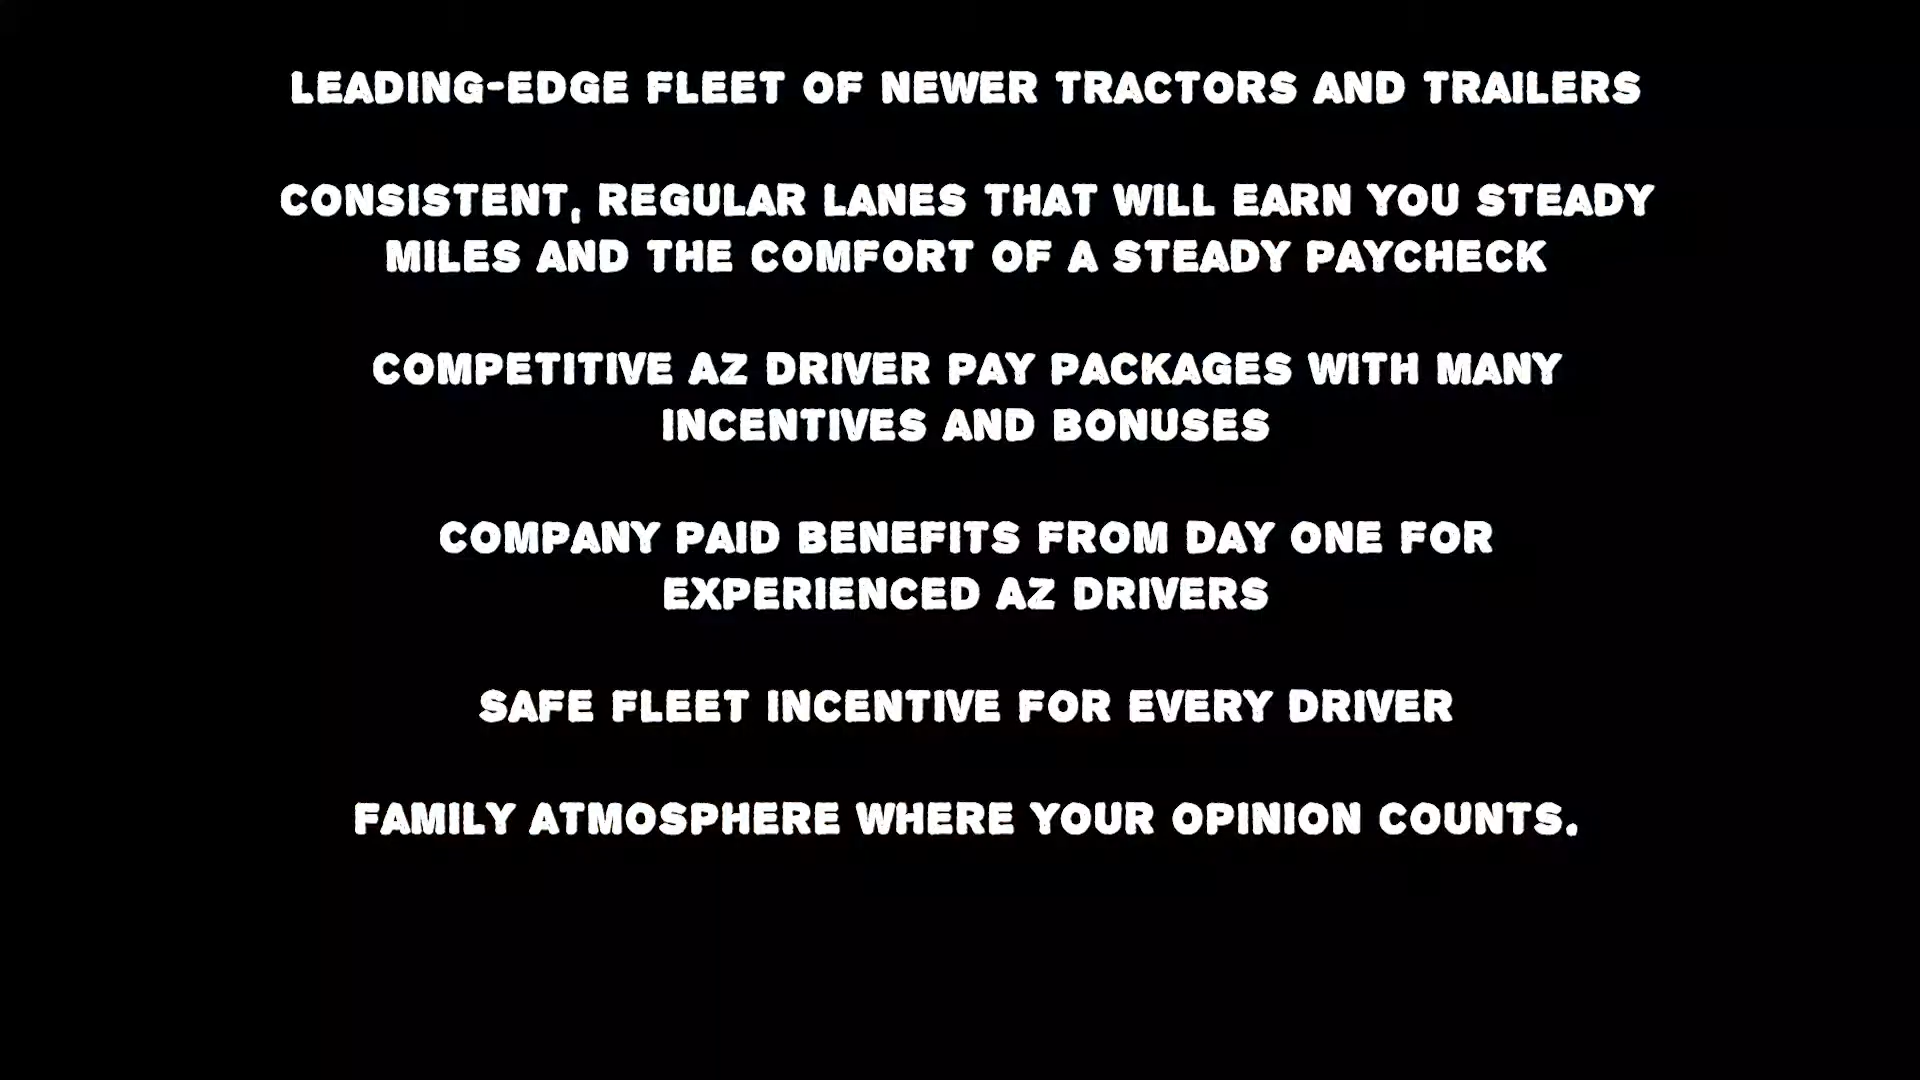 LEADING-EDGE FLEET OF NEWER TRACTORS AND TRAILERS
CONSISTENT, REGULAR LANES THAT WILL EARN YOU STEADY
MILES AND THE COMFORT OF A STEADY PAYCHECK
COMPETITIVE AZ DRIVER PAY PACKAGES WITH MANY
INCENTIVES AND BONUSES
COMPANY PAID BENEFITS FROM DAY ONE FOR
EXPERIENCED AZ DRIVERS
SAFE FLEET INCENTIVE FOR EVERY DRIVER
FAMILY ATMOSPHERE WHERE YOUR OPINION COUNTS.